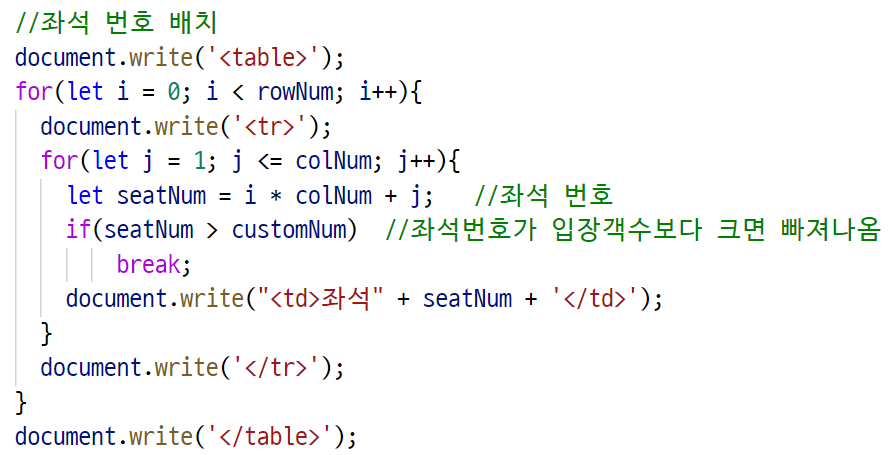 //좌석 번호 배치
document.write('<table>');
for(let i = 0; i < rowNum; i++){
document.write('<tr>');
for(let j = 1; j <= colNum; j++){
let seatNum = i * colNum + j;   //좌석 번호
if(seatNum > customNum)  //좌석번호가 입장객수보다 크면 빠져나옴
break;
document.write("<td>좌석" + seatNum + '</td>');
}
document.write('</tr>');
}
document.write('</table>');